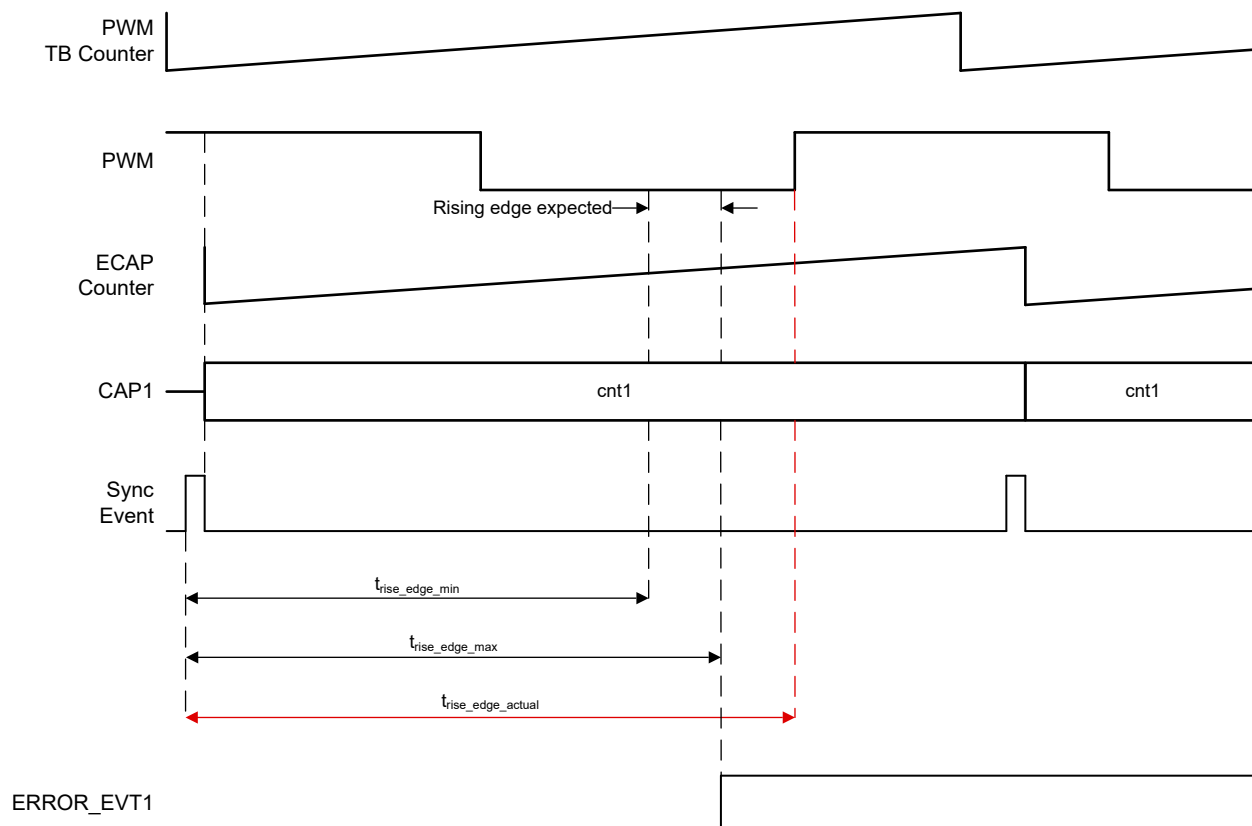 PWM
TB Counter
PWM
Rising edge expected
ECAP
Counter
CAP1
cnt1
cnt1
Sync
Event
trise_edge_min
trise_edge_max
trise_edge_actual
ERROR_EVT1